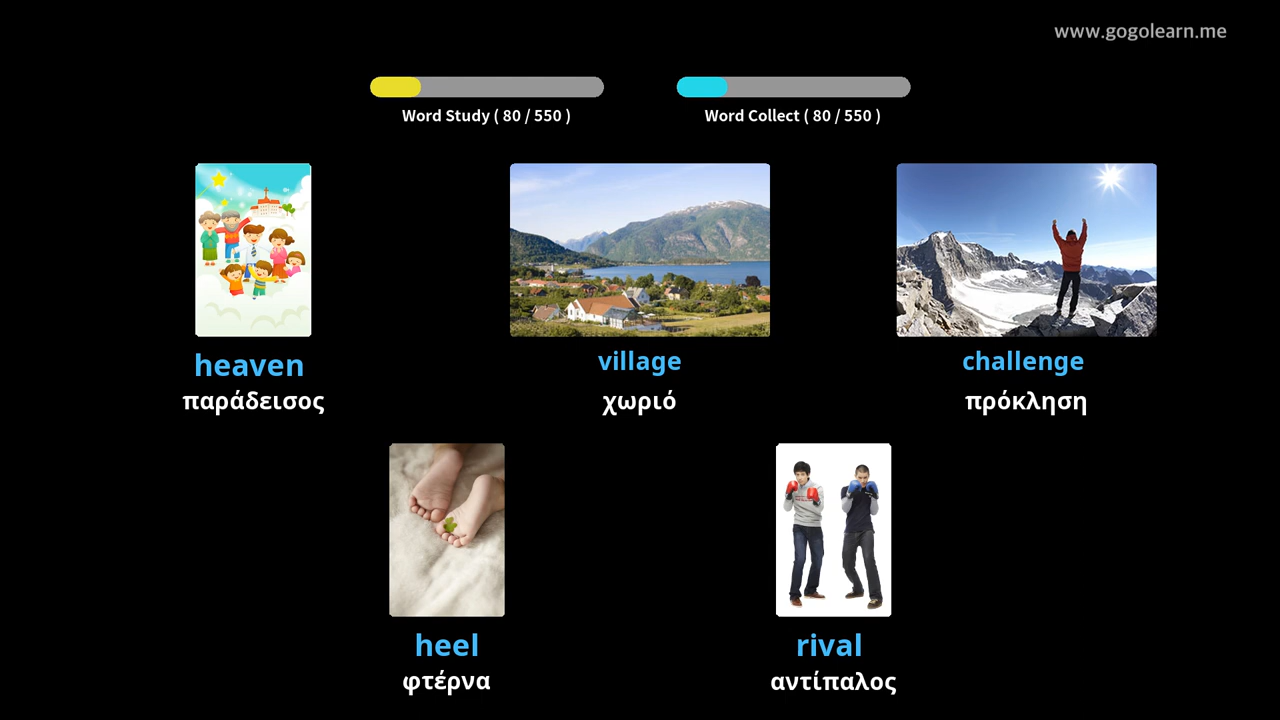 www.gogolearn.me
Word Study ( 80 / 550 )
Word Collect ( 80 / 550 )
heaven
παράδεισος
village
χωριό
challenge
πρόκληση
heel
φτέρνα
rival
αντίπαλος